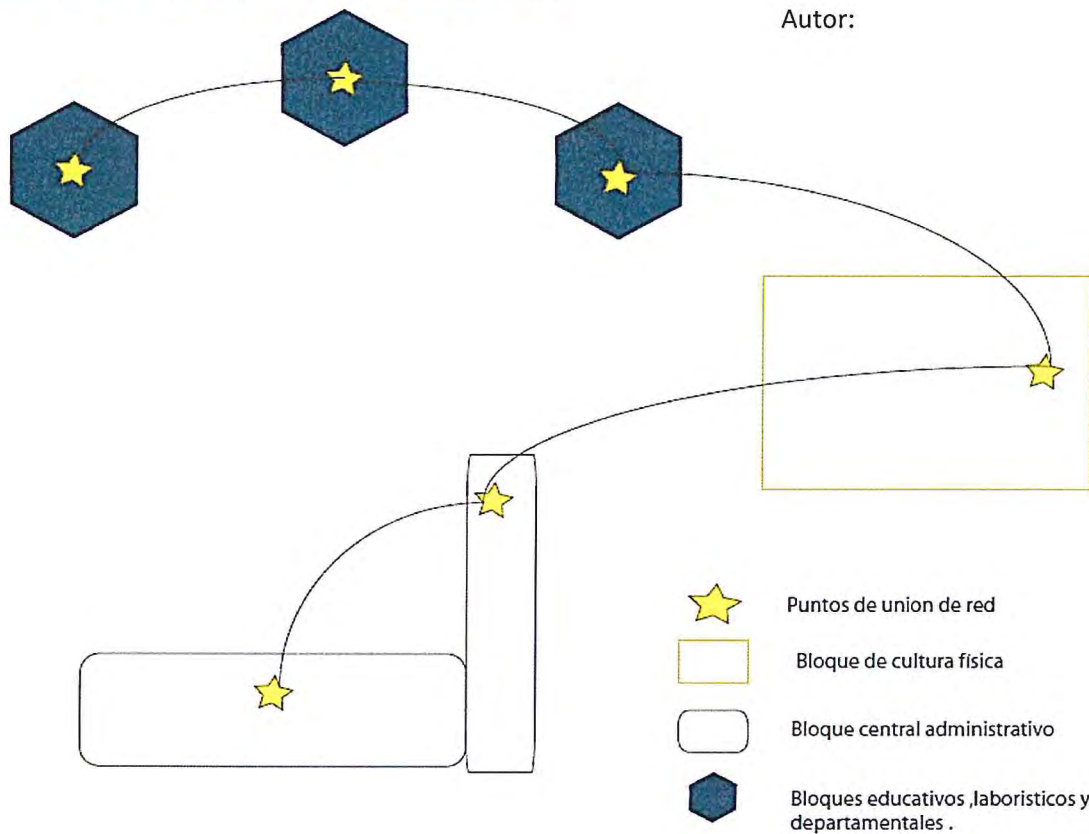 Autor:
Puntos de union de red
Bloque de cultura física
Bloque central administrativo
Bloques educativos ,laboristicos y
departamentales .